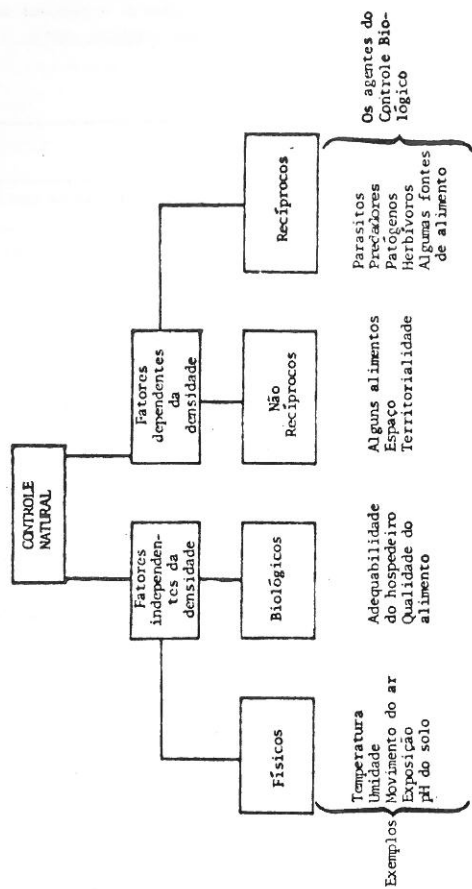 CONTROLE
NATURAL
Fatores
independen-
tes da
densidade
Fatores
dependentes
da
densidade
Físicos
Biológicos
Não
Recíprocos
Recíprocos
Exemplos
Temperatura
Umidade
Movimento do ar
Exposição
pH do solo
Adequabilidade
do hospedeiro
Qualidade do
alimento
Alguns alimentos
Espaço
Territorialidade
Parasitos
Predadores
Patógenos
Herbívoros
Algumas fontes
de alimento
Os agentes do
Controle Bio-
lógico